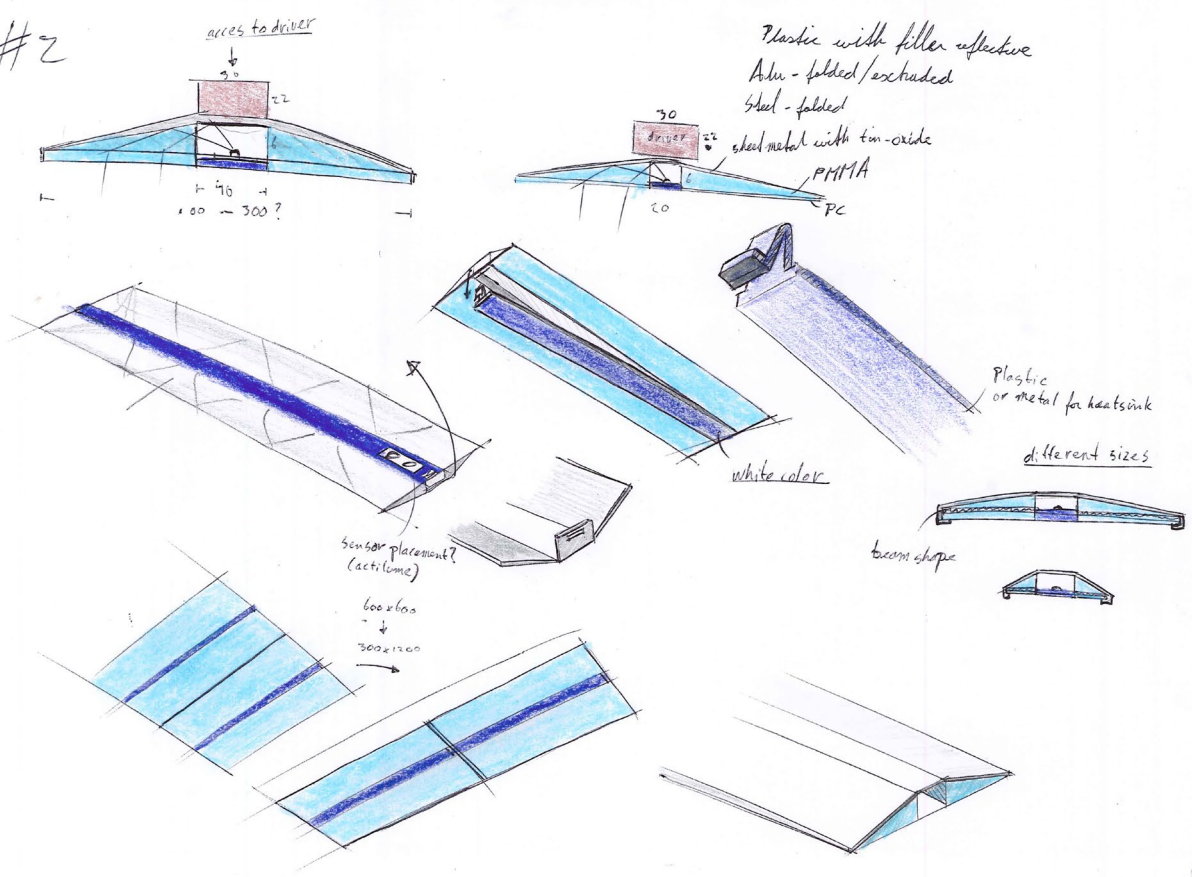 #2
acces to driver
30
22
6
40
100 - 300?
Plastic with filler reflective
Alu - folded/extruded
Steel - folded
sheetmetal with tin-oxide
30
driver
22
6
PMMA
PC
20
Plastic
or metal for heatsink
white color
different sizes
beam shape
sensor placement?
(actilume)
600x600
300x1200